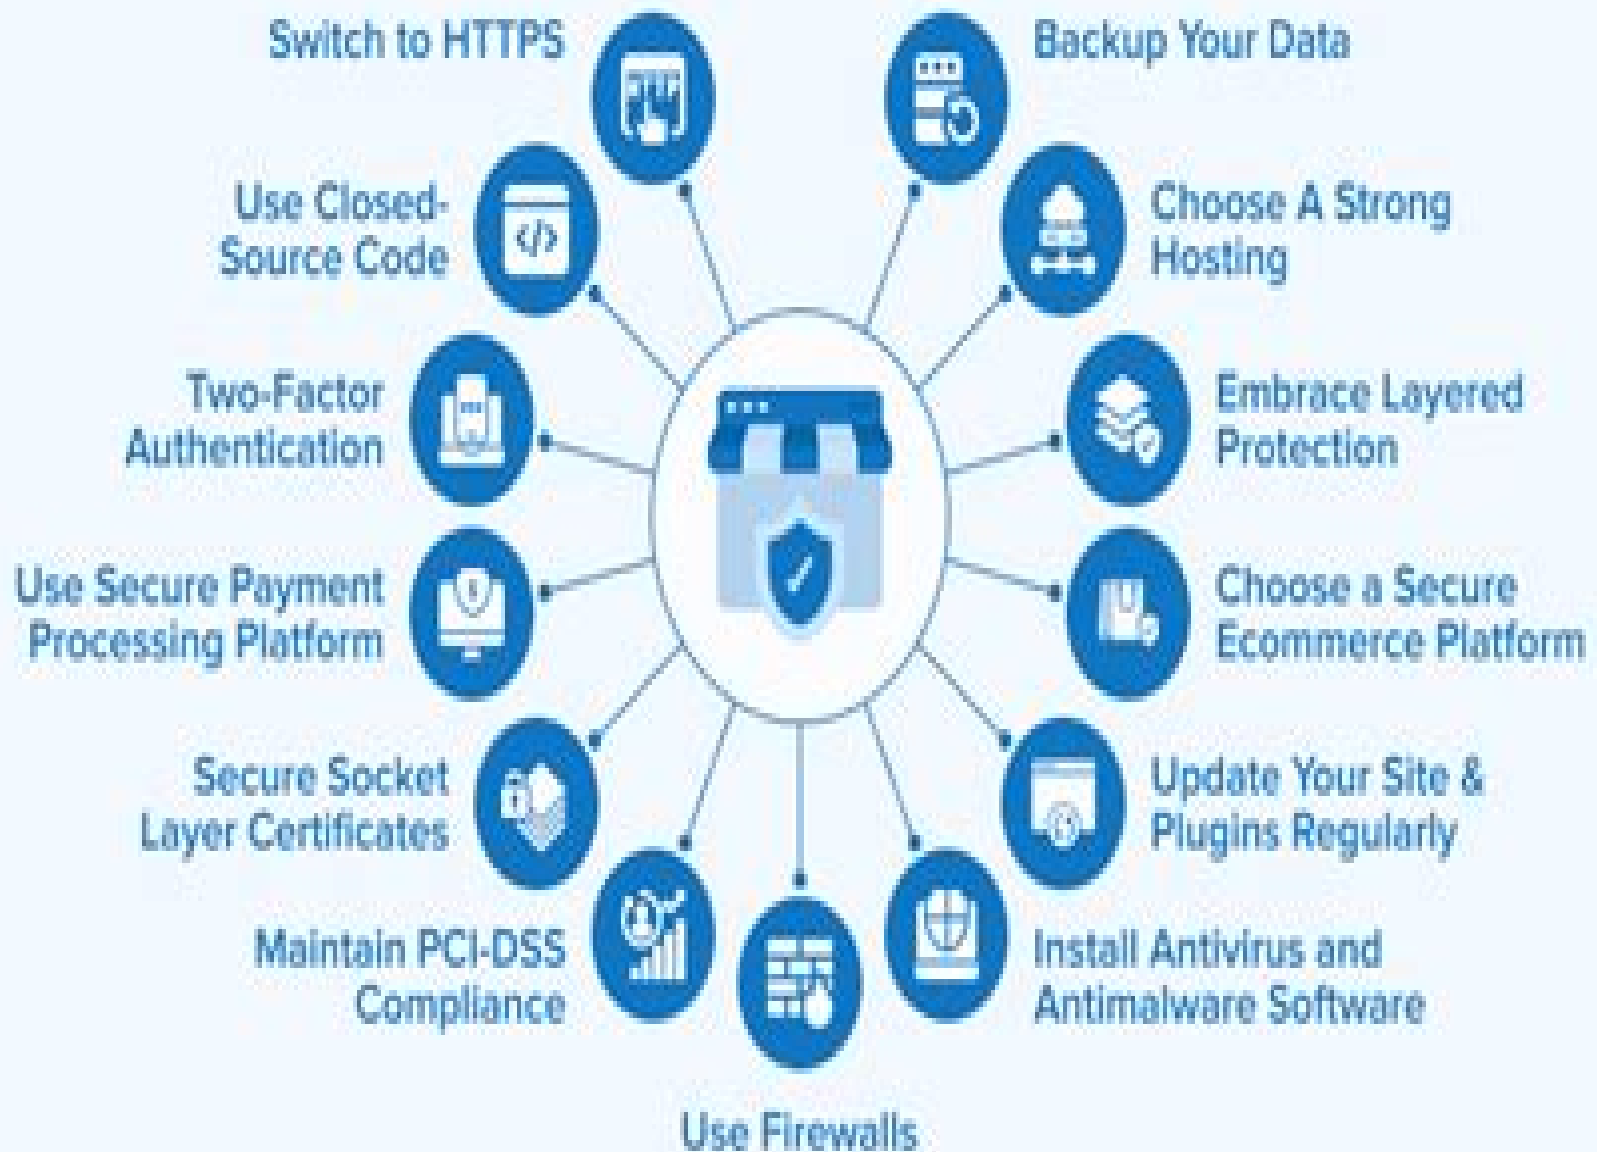 Switch to HTTPS
Backup Your Data
Use Closed-
Source Code
Choose A Strong
Hosting
Two-Factor
Authentication
Embrace Layered
Protection
Use Secure Payment
Processing Platform
Choose a Secure
Ecommerce Platform
Secure Socket
Layer Certificates
Update Your Site &
Plugins Regularly
Maintain PCI-DSS
Compliance
Install Antivirus and
Antimalware Software
Use Firewalls